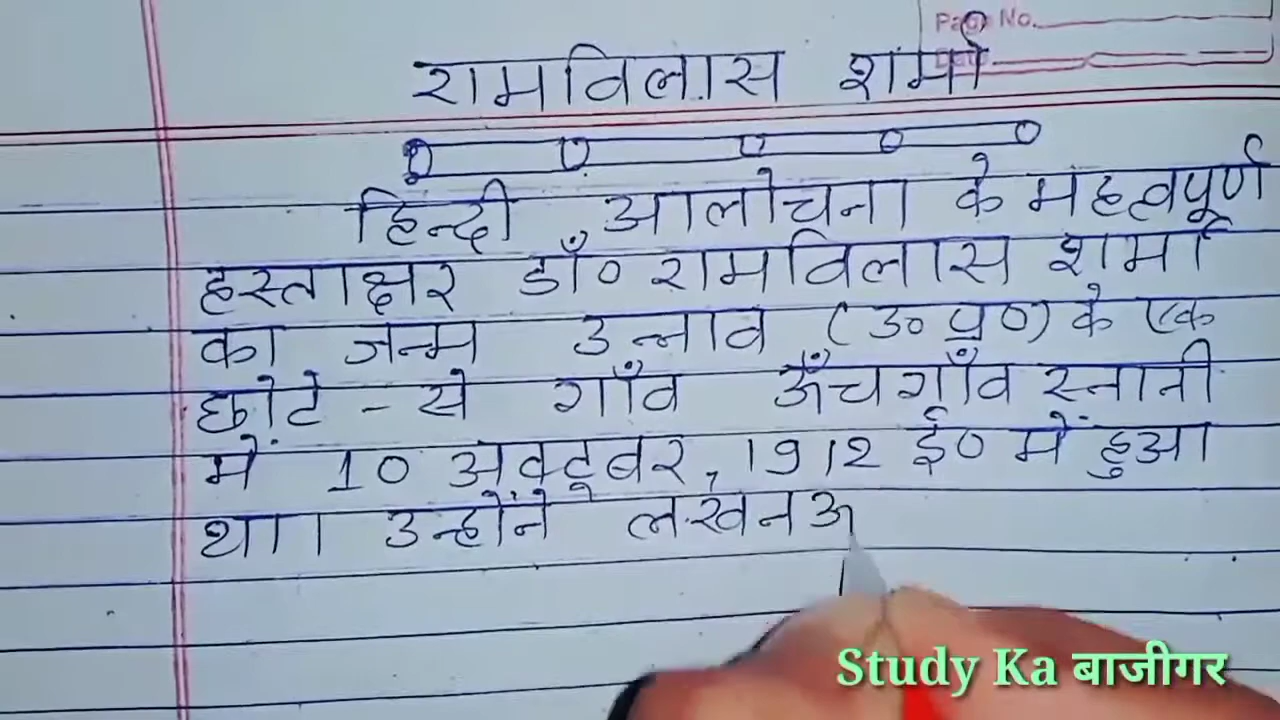 Page No.
Date
रामविलास शर्मा
हिन्दी आलोचना के महत्वपूर्ण
हस्ताक्षर डॉ० रामविलास शर्मा
का जन्म उन्नाव (उ० प्र०) के एक
छोटे - से गाँव ऊँचगाँव सानी
में 10 अक्टूबर, 1912 ई० में हुआ
था। उन्होंने लखनऊ
Study Ka बाजीगर